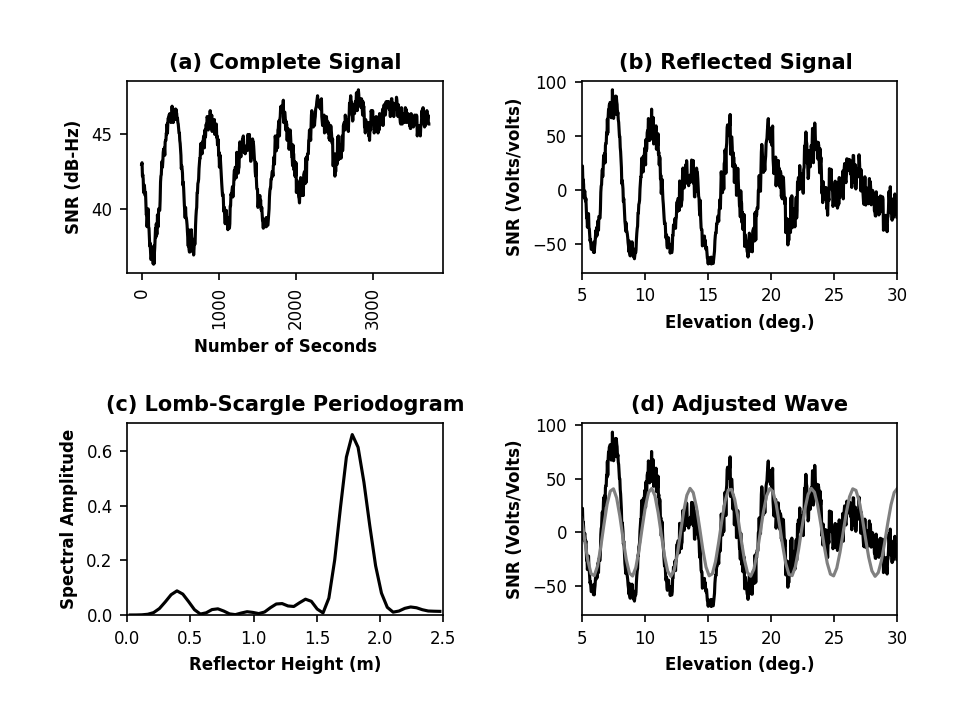 (a) Complete Signal
SNR (dB-Hz)
45
40
0
1000
2000
3000
Number of Seconds
(b) Reflected Signal
SNR (Volts/volts)
100
50
0
−50
5 10 15 20 25 30
Elevation (deg.)
(c) Lomb-Scargle Periodogram
Spectral Amplitude
0.6
0.4
0.2
0.0
0.0 0.5 1.0 1.5 2.0 2.5
Reflector Height (m)
(d) Adjusted Wave
SNR (Volts/Volts)
100
50
0
−50
5 10 15 20 25 30
Elevation (deg.)